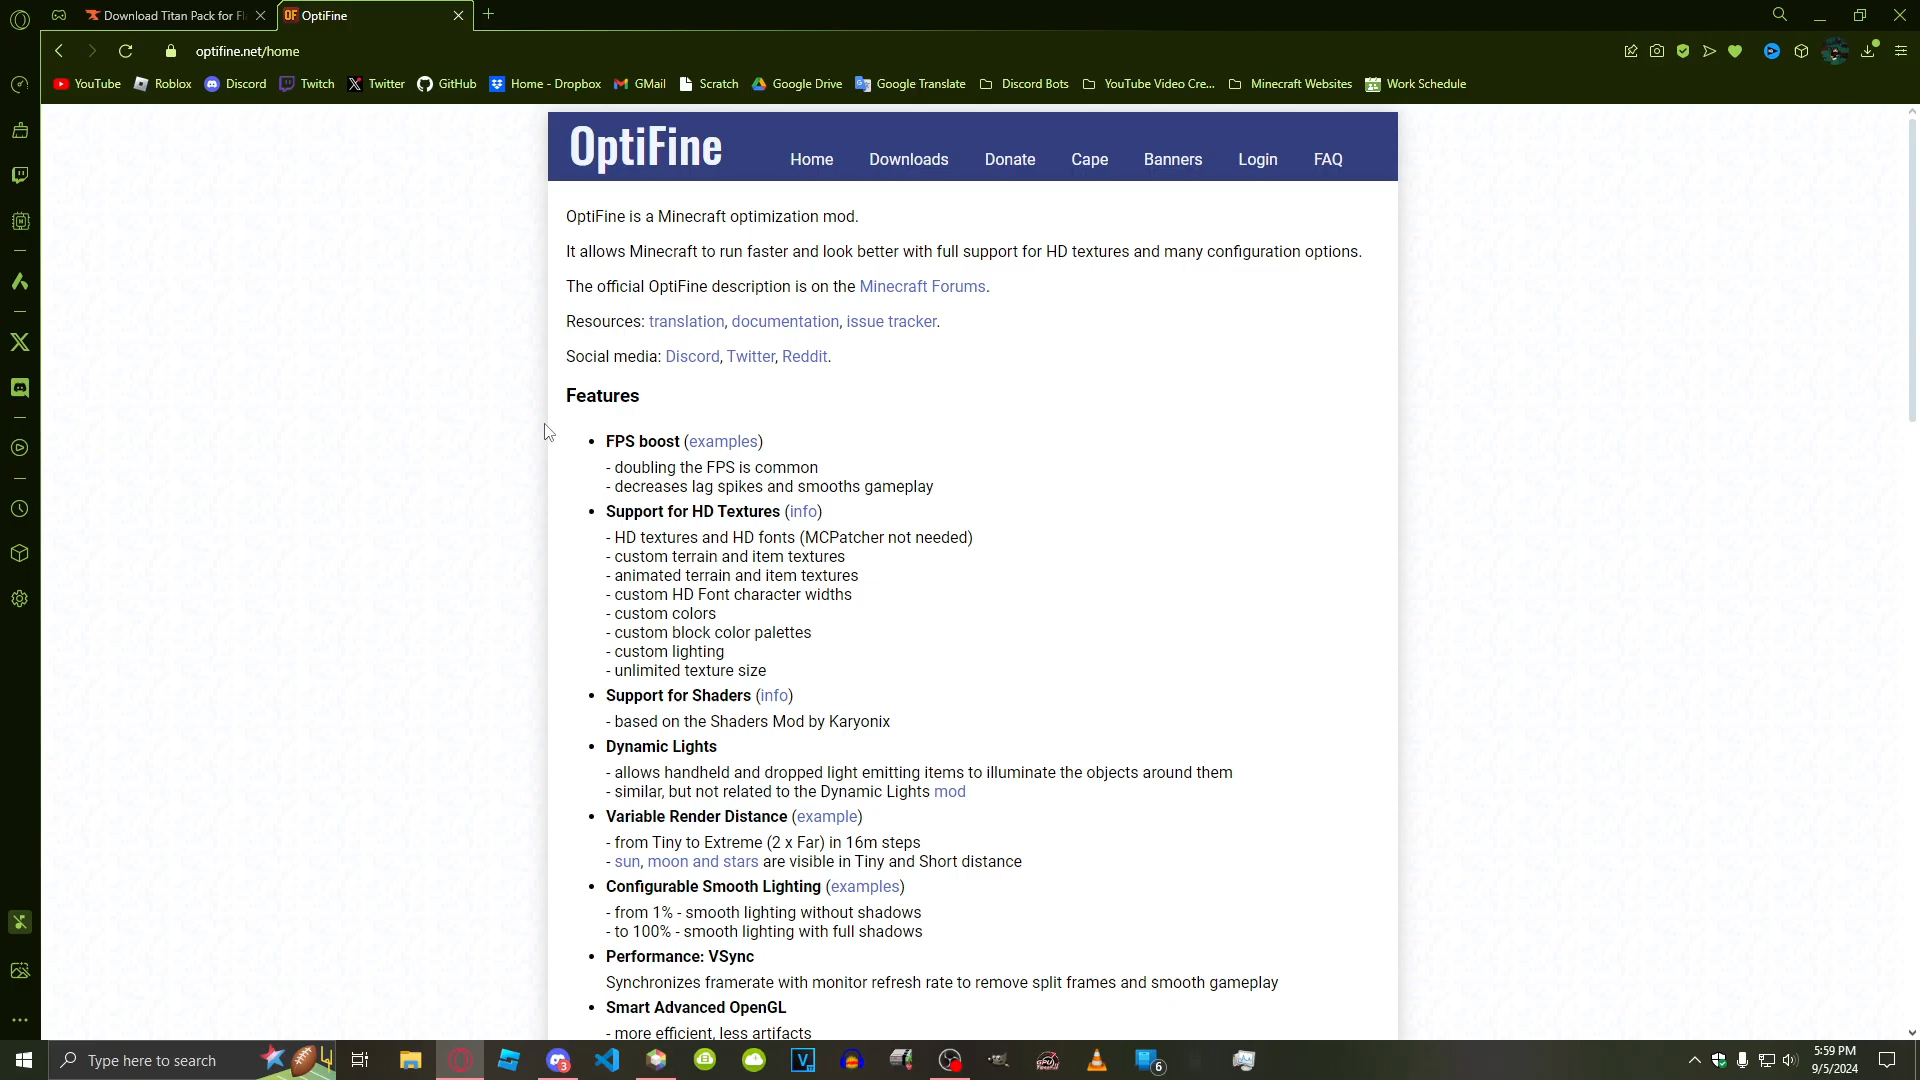 Download Titan Pack for Fl
OF OptiFine
optifine.net/home
YouTube Roblox Discord Twitch Twitter GitHub Home - Dropbox GMail Scratch Google Drive Google Translate Discord Bots YouTube Video Cre... Minecraft Websites Work Schedule
OptiFine
Home Downloads Donate Cape Banners Login FAQ
OptiFine is a Minecraft optimization mod.
It allows Minecraft to run faster and look better with full support for HD textures and many configuration options.
The official OptiFine description is on the Minecraft Forums.
Resources: translation, documentation, issue tracker.
Social media: Discord, Twitter, Reddit.
Features
• FPS boost (examples)
- doubling the FPS is common
- decreases lag spikes and smooths gameplay
• Support for HD Textures (info)
- HD textures and HD fonts (MCPatcher not needed)
- custom terrain and item textures
- animated terrain and item textures
- custom HD Font character widths
- custom colors
- custom block color palettes
- custom lighting
- unlimited texture size
• Support for Shaders (info)
- based on the Shaders Mod by Karyonix
• Dynamic Lights
- allows handheld and dropped light emitting items to illuminate the objects around them
- similar, but not related to the Dynamic Lights mod
• Variable Render Distance (example)
- from Tiny to Extreme (2 x Far) in 16m steps
- sun, moon and stars are visible in Tiny and Short distance
• Configurable Smooth Lighting (examples)
- from 1% - smooth lighting without shadows
- to 100% - smooth lighting with full shadows
• Performance: VSync
Synchronizes framerate with monitor refresh rate to remove split frames and smooth gameplay
• Smart Advanced OpenGL
- more efficient, less artifacts
Type here to search
3
6
5:59 PM
9/5/2024